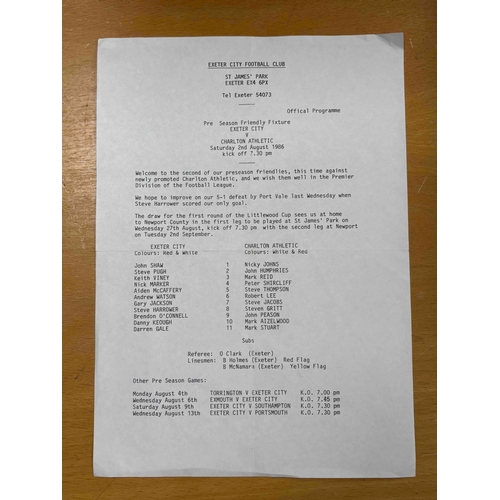 EXETER CITY FOOTBALL CLUB
ST JAMES' PARK
EXETER EX4 6PX
Tel Exeter 54073
Offical Programme
Pre Season Friendly Fixture
EXETER CITY
V
CHARLTON ATHLETIC
Saturday 2nd August 1986
kick off 7.30 pm
Welcome to the second of our preseason friendlies, this time against
newly promoted Charlton Athletic, and we wish them well in the Premier
Division of the Football League.
We hope to improve on our 5-1 defeat by Port Vale last Wednesday when
Steve Harrower scored our only goal.
The draw for the first round of the Littlewood Cup sees us at home
to Newport County in the first leg to be played at St James' Park on
Wednesday 27th August, kick off 7.30 pm with the second leg at Newport
on Tuesday 2nd September.
EXETER CITY CHARLTON ATHLETIC
Colours: Red & White Colours: White & Red
John SHAW 1 Nicky JOHNS
Steve PUGH 2 John HUMPHRIES
Keith VINEY 3 Mark REID
Nick MARKER 4 Peter SHIRCLIFF
Aiden McCAFFERY 5 Steve THOMPSON
Andrew WATSON 6 Robert LEE
Gary JACKSON 7 Steve JACOBS
Steve HARROWER 8 Steven GRITT
Brendon O'CONNELL 9 John PEASON
Danny KEOUGH 10 Mark AIZELWOOD
Darren GALE 11 Mark STUART
Subs
Referee: O Clark (Exeter)
Linesmen: B Holmes (Exeter) Red Flag
B McNamara (Exeter) Yellow Flag
Other Pre Season Games:
Monday August 4th TORRINGTON V EXETER CITY K.O. 7.00 pm
Wednesday August 6th EXMOUTH V EXETER CITY K.O. 7.45 pm
Saturday August 9th EXETER CITY V SOUTHAMPTON K.O. 7.30 pm
Wednesday August 13th EXETER CITY V PORTSMOUTH K.O. 7.30 pm